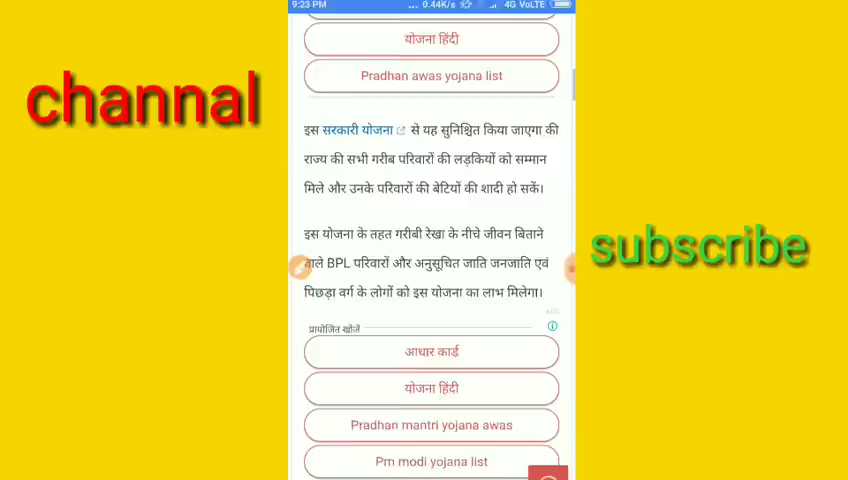 9:23 PM ... 0.44K/s 4G VoLTE
योजना हिंदी
Pradhan awas yojana list
channal
इस सरकारी योजना से यह सुनिश्चित किया जाएगा की
राज्य की सभी गरीब परिवारों की लड़कियों को सम्मान
मिले और उनके परिवारों की बेटियों की शादी हो सकें।
इस योजना के तहत गरीबी रेखा के नीचे जीवन बिताने
वाले BPL परिवारों और अनुसूचित जाति जनजाति एवं
पिछड़ा वर्ग के लोगों को इस योजना का लाभ मिलेगा।
subscribe
प्रायोजित खोजें
आधार कार्ड
योजना हिंदी
Pradhan mantri yojana awas
Pm modi yojana list